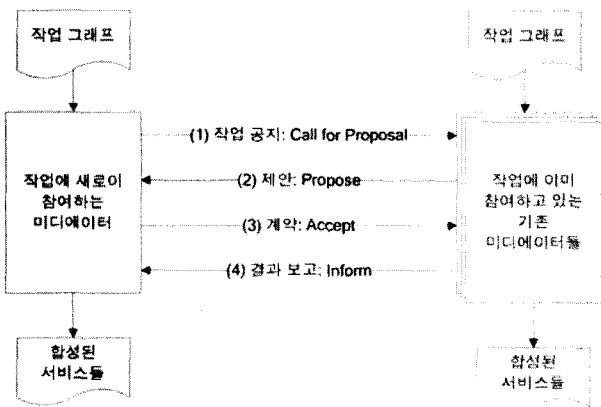 작업 그래프
작업 그래프
(1) 작업 공지: Call for Proposal
(2) 제안: Propose
(3) 계약: Accept
(4) 결과 보고: Inform
작업에 새로이
참여하는
미디에이터
작업에 이미
참여하고 있는
기존
미디에이터들
합성된
서비스들
합성된
서비스들